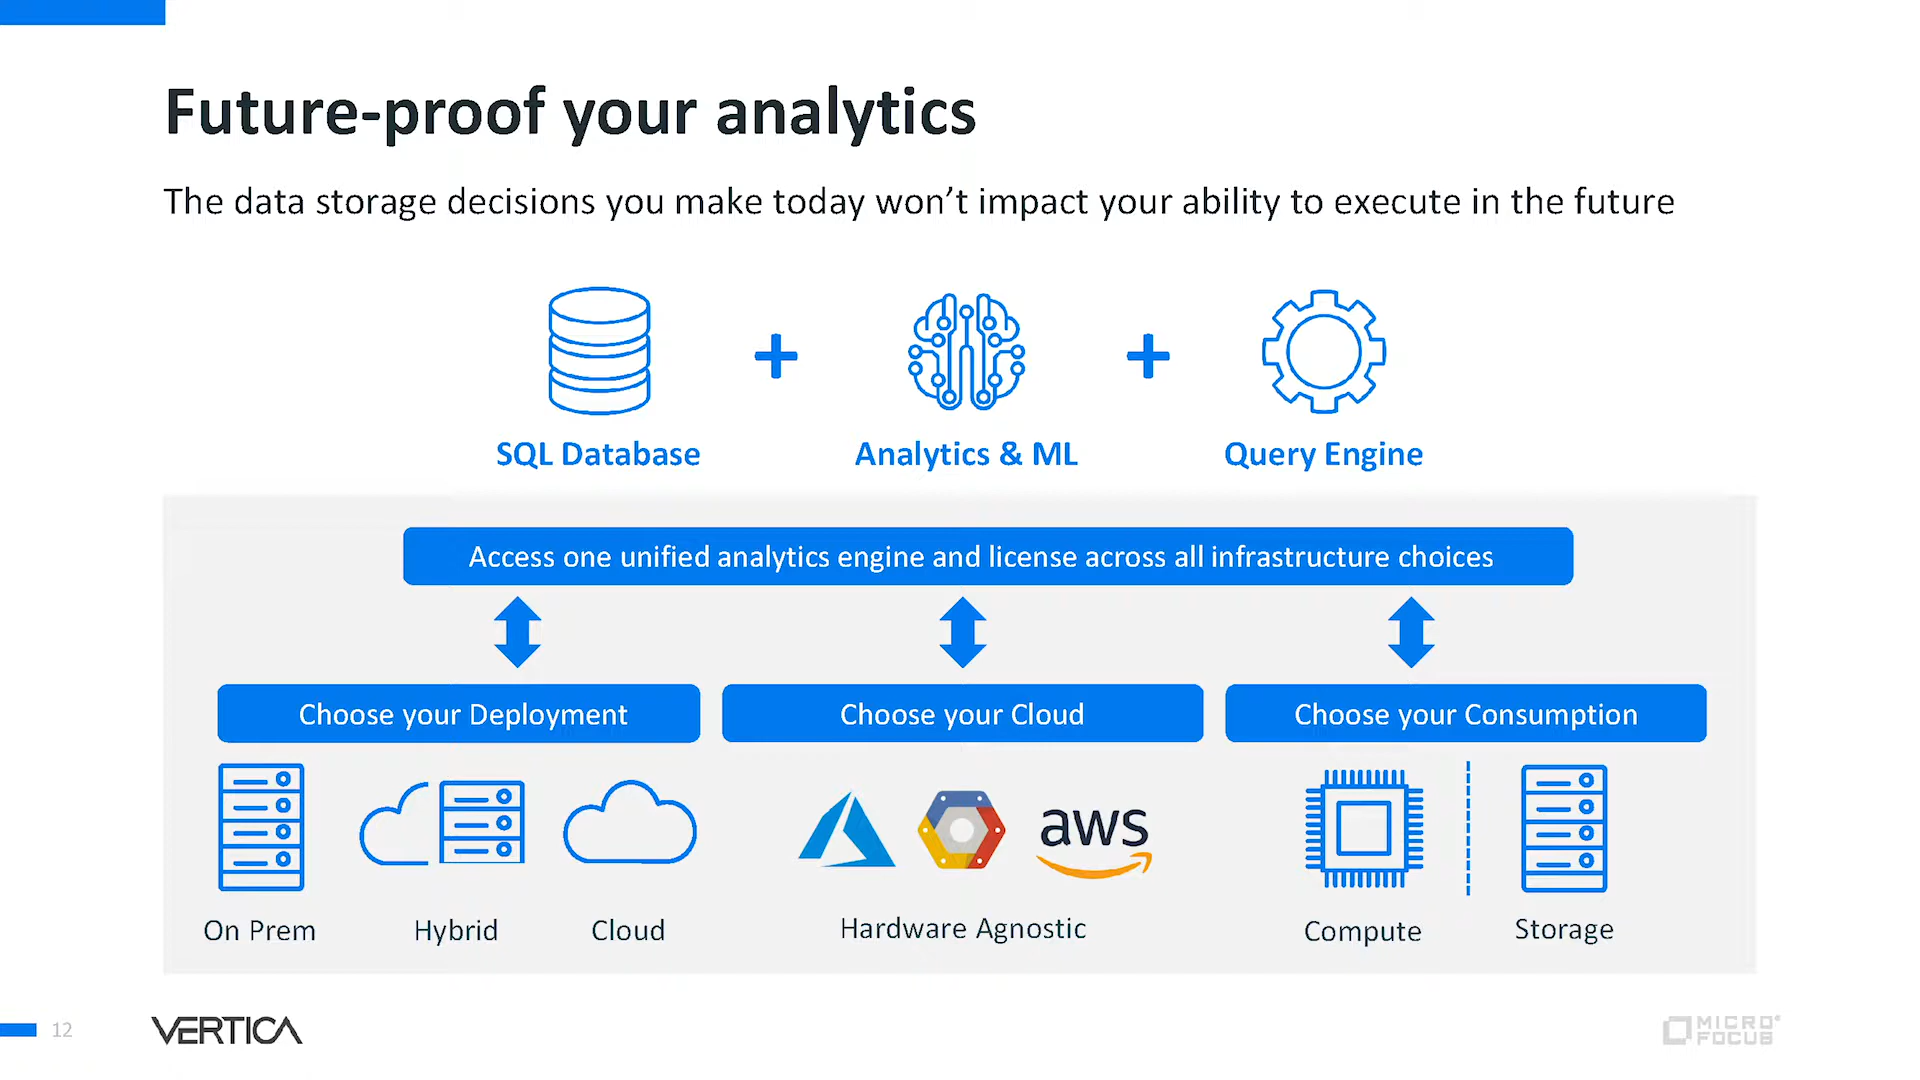 Future-proof your analytics
The data storage decisions you make today won’t impact your ability to execute in the future
SQL Database
Analytics & ML
Query Engine
Access one unified analytics engine and license across all infrastructure choices
Choose your Deployment
Choose your Cloud
Choose your Consumption
aws
On Prem
Hybrid
Cloud
Hardware Agnostic
Compute
Storage
12
VERTICA
MICRO
FOCUS